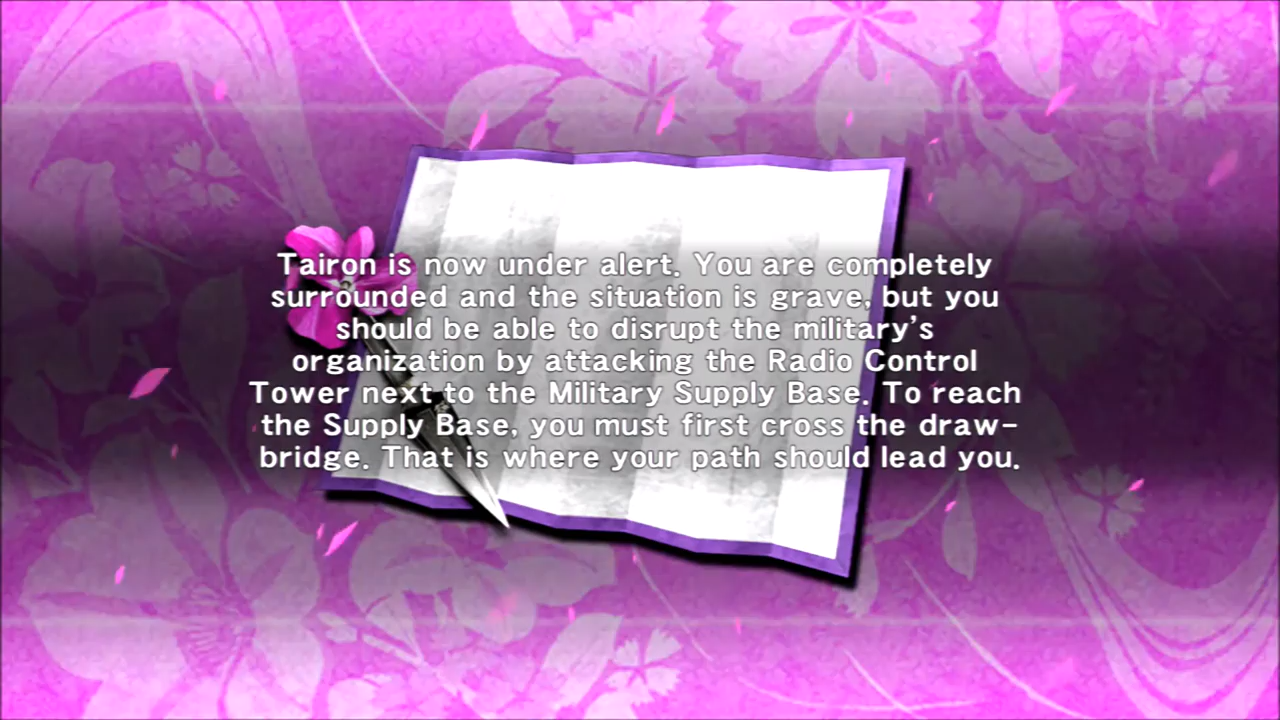 Tairon is now under alert. You are completely
surrounded and the situation is grave, but you
should be able to disrupt the military's
organization by attacking the Radio Control
Tower next to the Military Supply Base. To reach
the Supply Base, you must first cross the draw-
bridge. That is where your path should lead you.